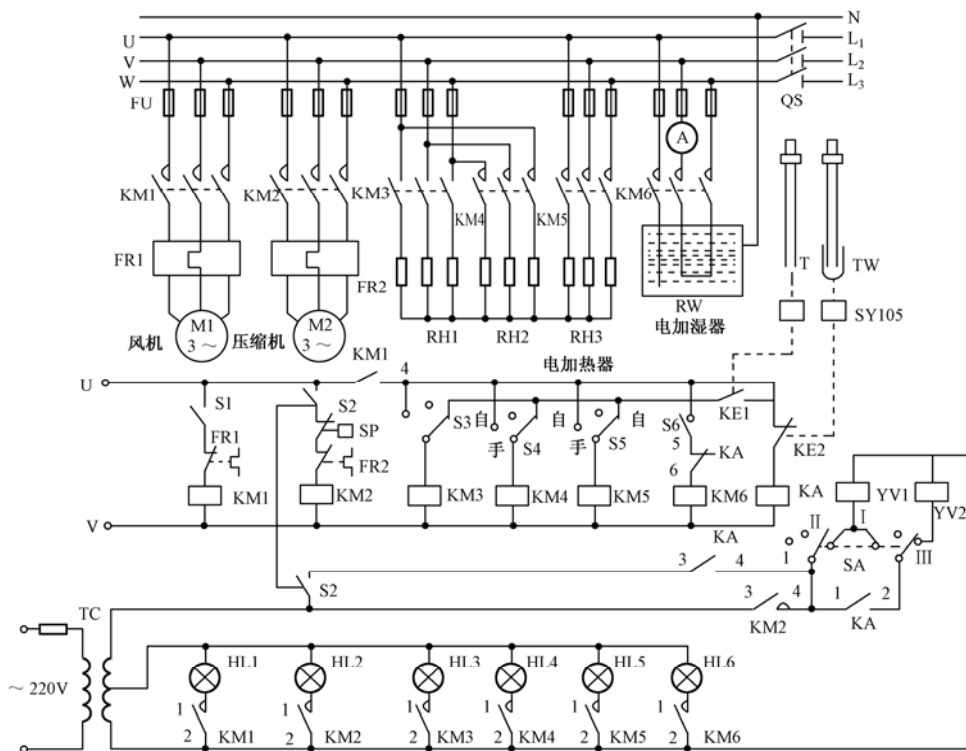 N
U L₁
V L₂
W L₃
FU QS
A
KM1 KM2 KM3 KM4 KM5 KM6
FR1 FR2 T TW
RW SY105
M1 3～ M2 3～
风机 压缩机 RH1 RH2 RH3 电加湿器
电加热器
KM1
U 4 KE1
S1 S2 S3 自 手 S4 自 手 S5 自 S6
SP 5 KA KE2
FR1 FR2 6
KM1 KM2 KM3 KM4 KM5 KM6 KA YV1 YV2
V KA II I
3 4 1 SA III
S2
3 4 1 2
TC KM2 KA
HL1 HL2 HL3 HL4 HL5 HL6
～220V
1 1 1 1 1 1
2 KM1 2 KM2 2 KM3 2 KM4 2 KM5 2 KM6